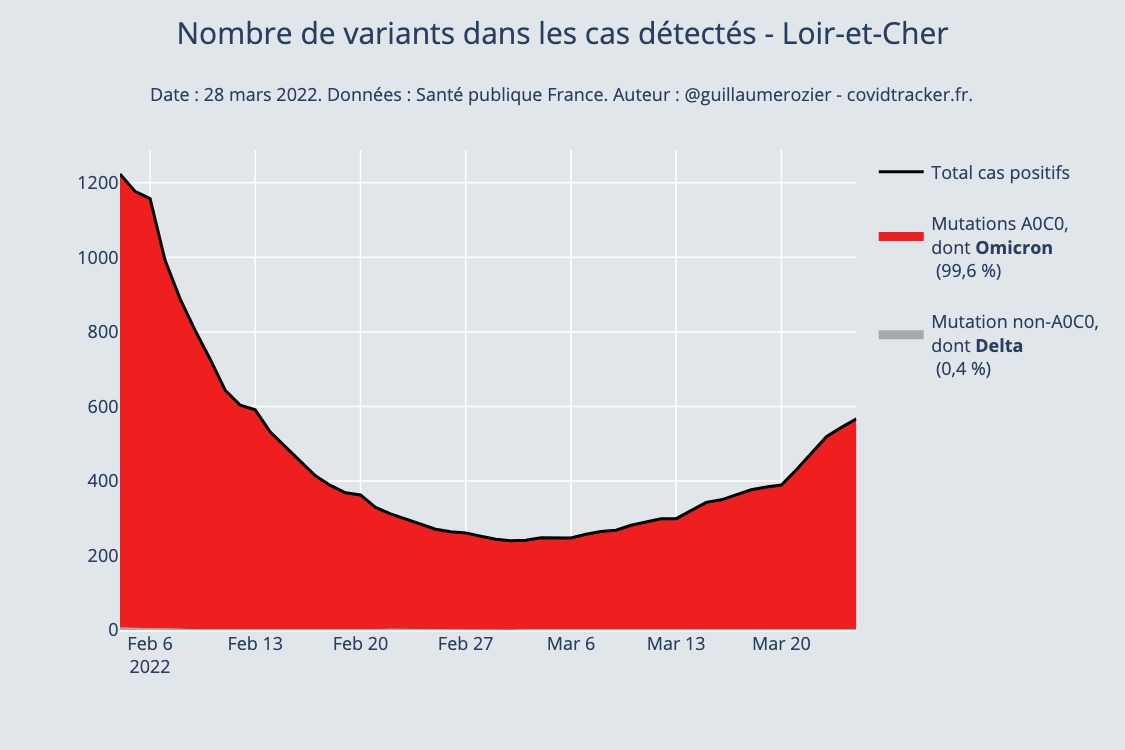 Nombre de variants dans les cas détectés - Loir-et-Cher
Date : 28 mars 2022. Données : Santé publique France. Auteur : @guillaumerozier - covidtracker.fr.
1200
1000
800
600
400
200
0
Feb 6
2022
Feb 13
Feb 20
Feb 27
Mar 6
Mar 13
Mar 20
Total cas positifs
Mutations A0C0,
dont Omicron
(99,6 %)
Mutation non-A0C0,
dont Delta
(0,4 %)